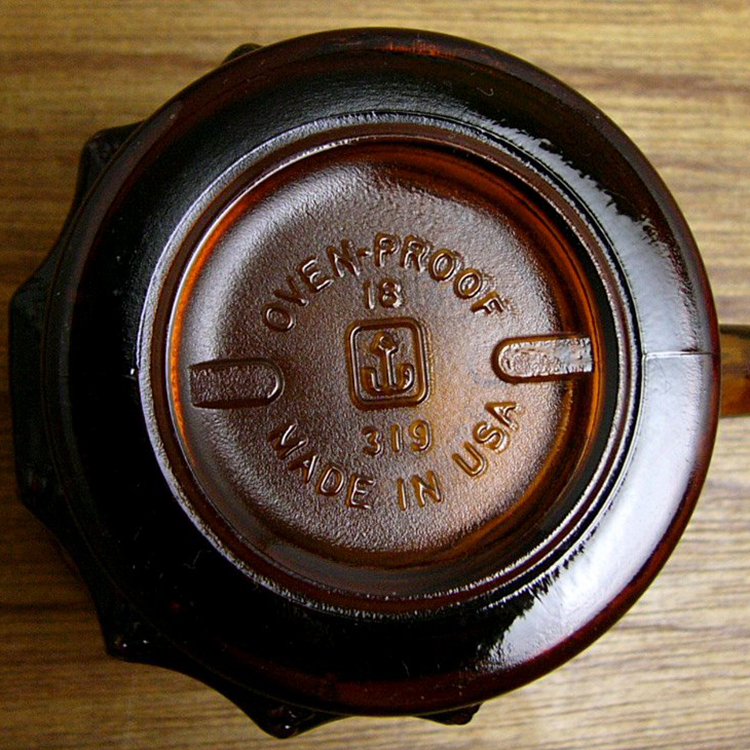 OVEN-PROOF
18
319
MADE IN USA